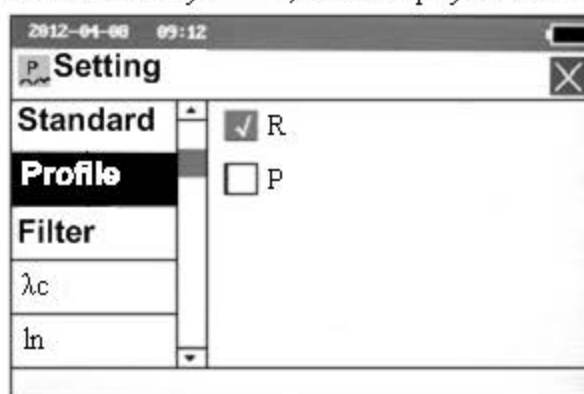 2012-04-08 09:12
P Setting
Standard
R
Profile
P
Filter
λc
ln